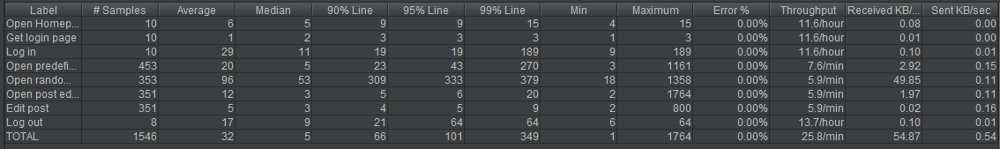 Label # Samples Average Median 90% Line 95% Line 99% Line Min Maximum Error % Throughput Received KB/... Sent KB/sec
Open Homep... 10 6 5 9 9 15 4 15 0.00% 11.6/hour 0.08 0.00
Get login page 10 1 2 3 3 3 1 3 0.00% 11.6/hour 0.01 0.00
Log in 10 29 11 19 19 189 9 189 0.00% 11.6/hour 0.10 0.01
Open predefi... 453 20 5 23 43 270 3 1161 0.00% 7.6/min 2.92 0.15
Open rando... 353 96 53 309 333 379 18 1358 0.00% 5.9/min 49.85 0.11
Open post ed... 351 12 3 5 6 20 2 1764 0.00% 5.9/min 1.97 0.11
Edit post 351 5 3 4 5 9 2 800 0.00% 5.9/min 0.02 0.16
Log out 8 17 9 21 64 64 6 64 0.00% 13.7/hour 0.10 0.01
TOTAL 1546 32 5 66 101 349 1 1764 0.00% 25.8/min 54.87 0.54